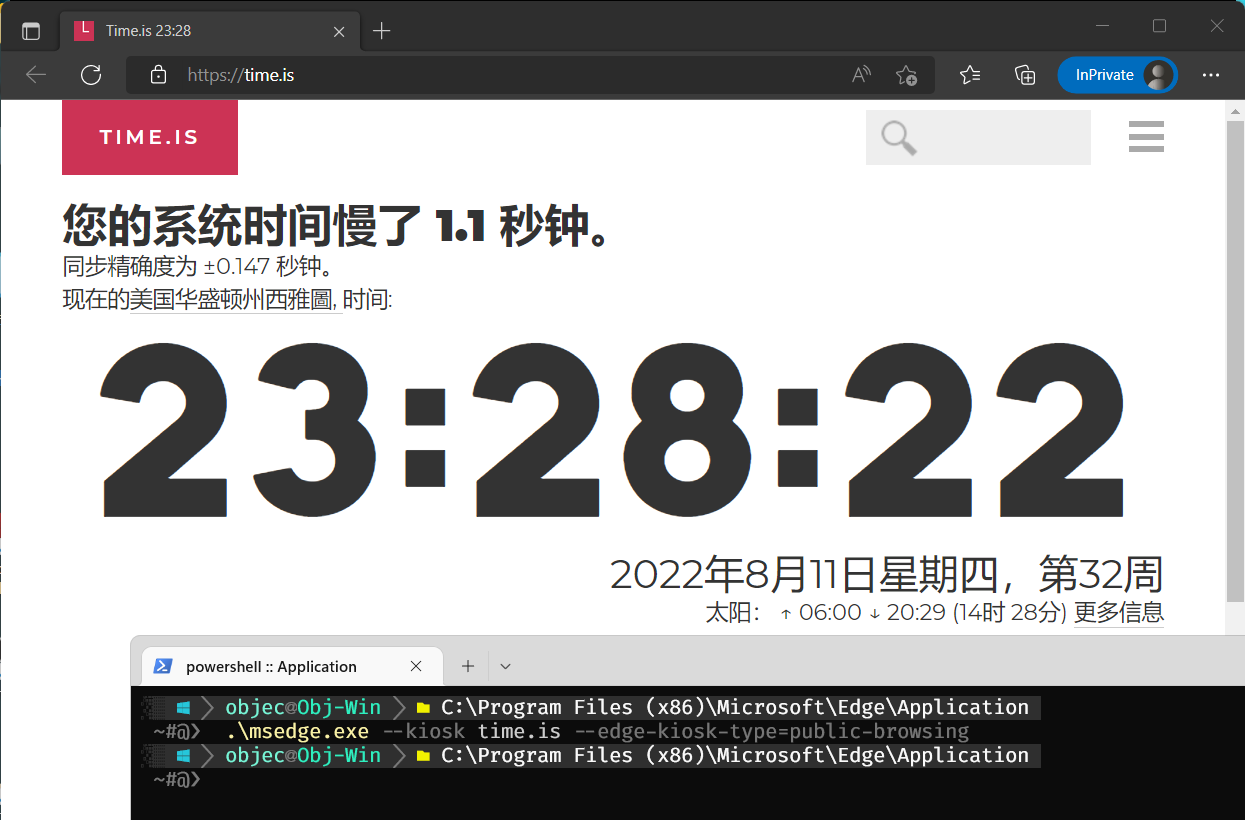 Time.is 23:28
https://time.is
InPrivate
TIME.IS
您的系统时间慢了 1.1 秒钟。
同步精确度为 ±0.147 秒钟。
现在的美国华盛顿州西雅圖, 时间:
23:28:22
2022年8月11日星期四，第32周
太阳： ↑ 06:00 ↓ 20:29 (14时 28分) 更多信息
powershell :: Application
objec@Obj-Win C:\Program Files (x86)\Microsoft\Edge\Application
~#@❯ .\msedge.exe --kiosk time.is --edge-kiosk-type=public-browsing
objec@Obj-Win C:\Program Files (x86)\Microsoft\Edge\Application
~#@❯